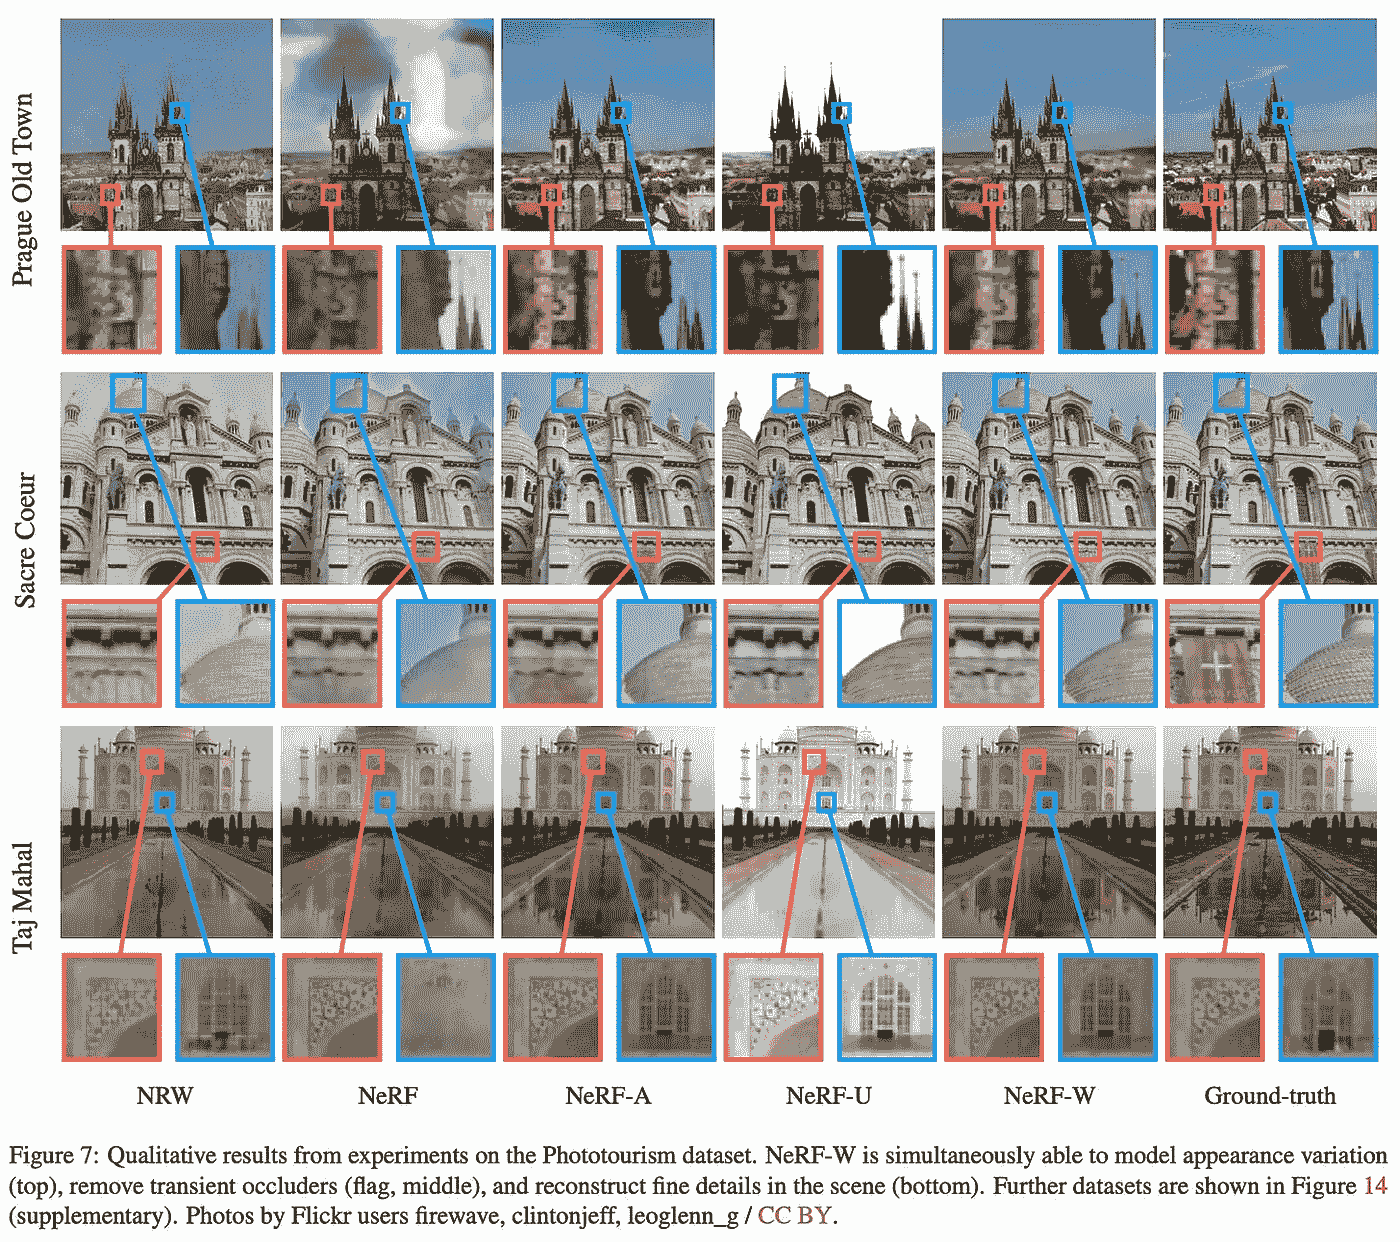 Prague Old Town
Sacre Coeur
Taj Mahal
NRW NeRF NeRF-A NeRF-U NeRF-W Ground-truth
Figure 7: Qualitative results from experiments on the Phototourism dataset. NeRF-W is simultaneously able to model appearance variation
(top), remove transient occluders (flag, middle), and reconstruct fine details in the scene (bottom). Further datasets are shown in Figure 14
(supplementary). Photos by Flickr users firewave, clintonjeff, leoglenn_g / CC BY.